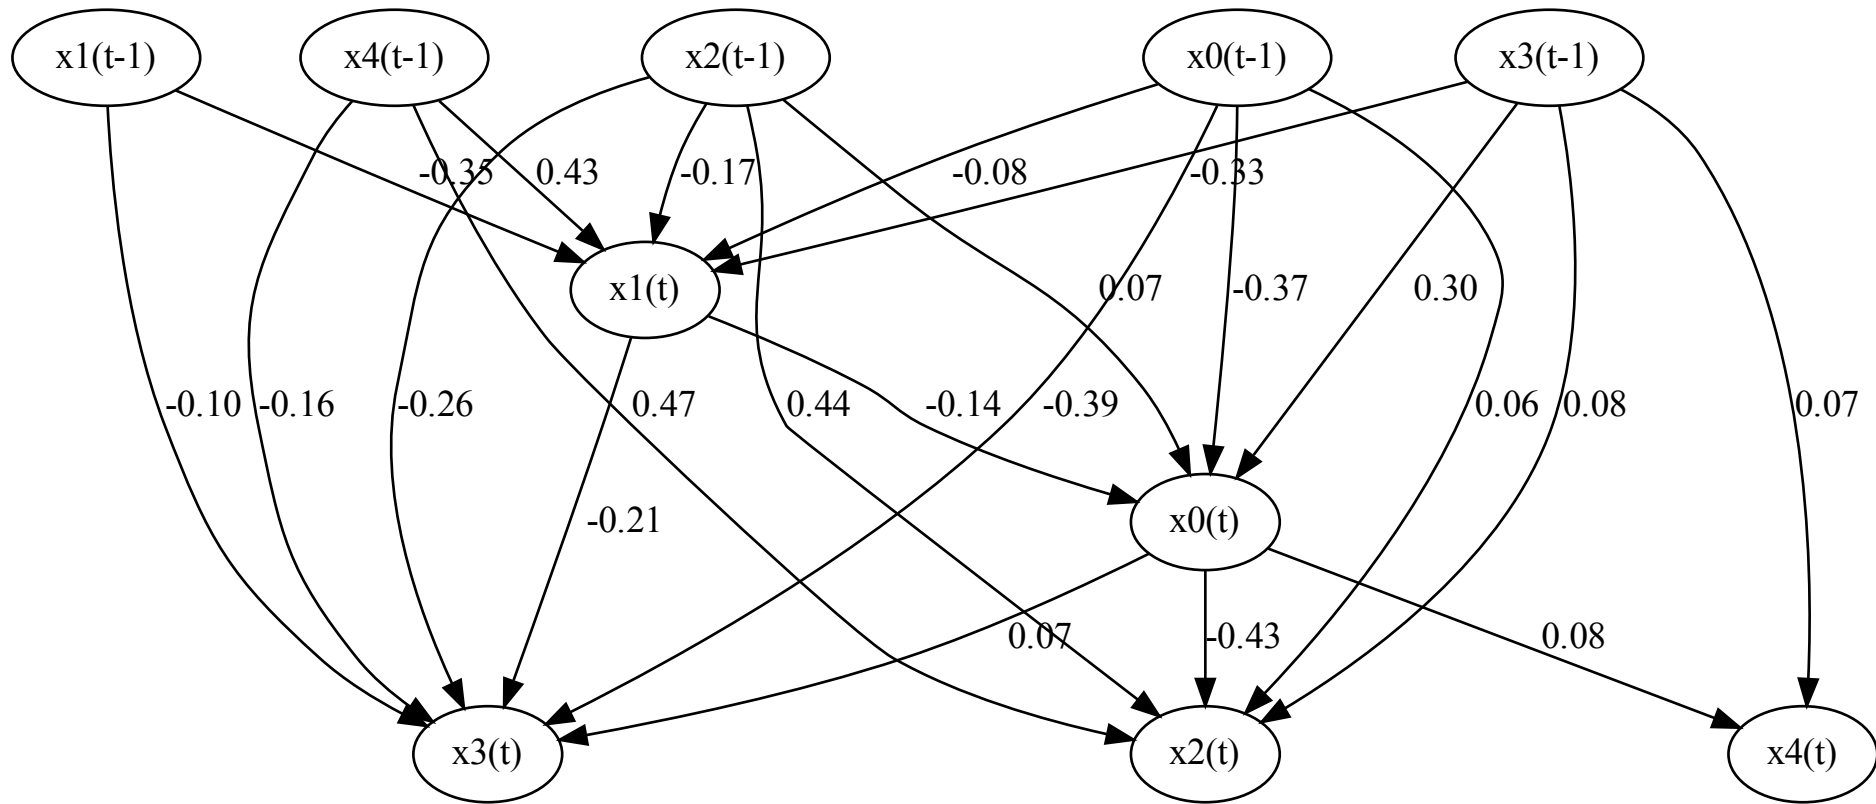 x1(t-1) x4(t-1) x2(t-1) x0(t-1) x3(t-1)
-0.35 0.43 -0.17 -0.08 -0.33
x1(t) 0.07 -0.37 0.30
-0.10 -0.16 -0.26 0.47 0.44 -0.14 -0.39 0.06 0.08 0.07
-0.21 x0(t)
0.07 -0.43 0.08
x3(t) x2(t) x4(t)